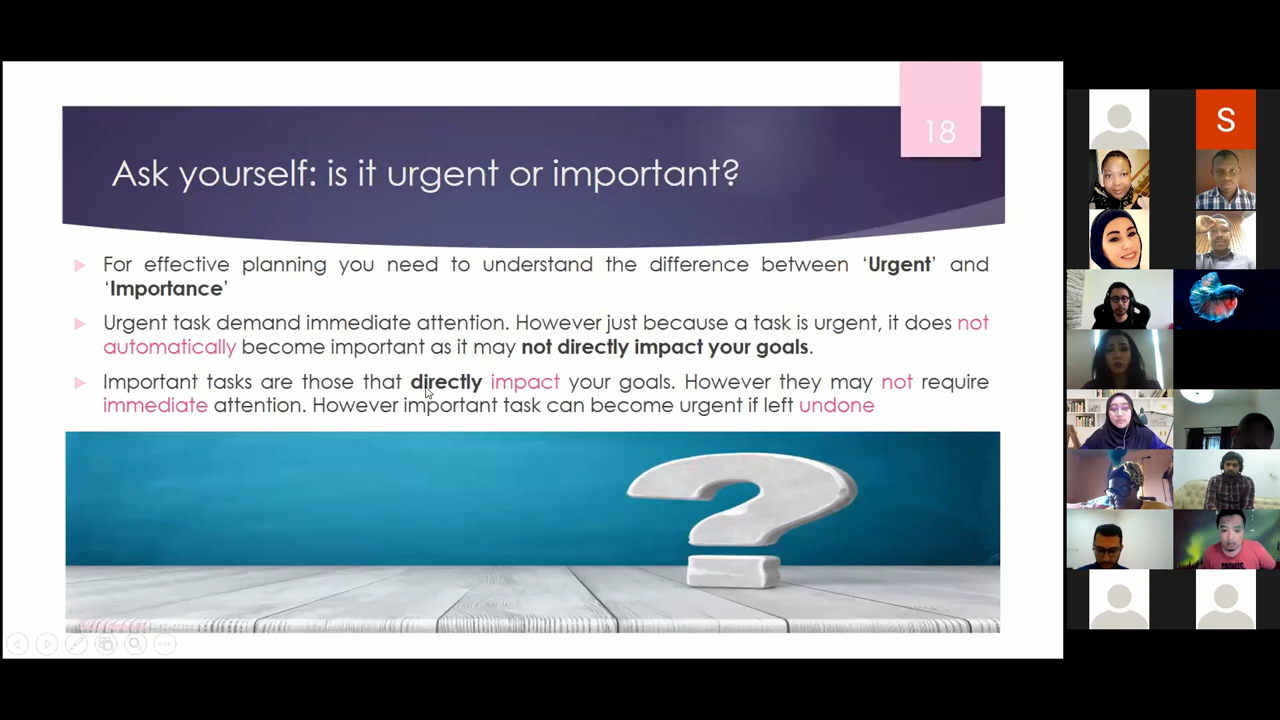 18
Ask yourself: is it urgent or important?
For effective planning you need to understand the difference between ‘Urgent’ and
‘Importance’
Urgent task demand immediate attention. However just because a task is urgent, it does not
automatically become important as it may not directly impact your goals.
Important tasks are those that directly impact your goals. However they may not require
immediate attention. However important task can become urgent if left undone
S
PACIFIC